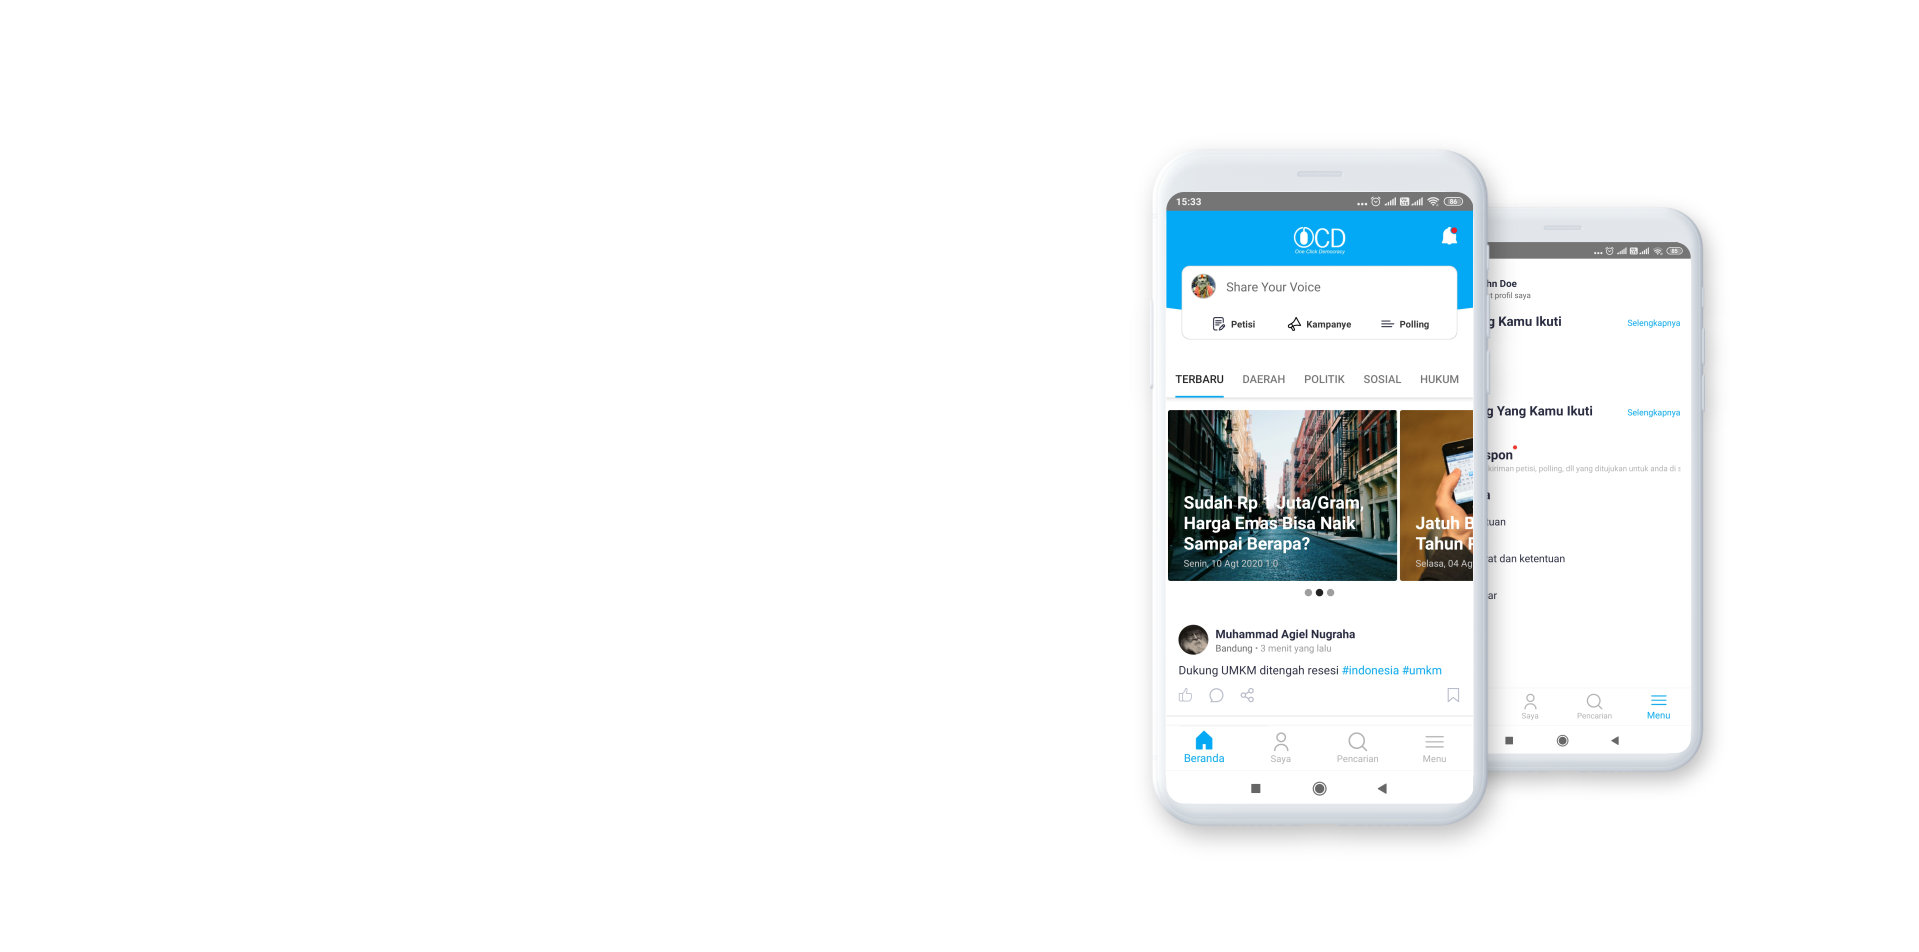 15:33
86
OCD
One Click Democracy
Share Your Voice
Petisi Kampanye Polling
TERBARU DAERAH POLITIK SOSIAL HUKUM
Sudah Rp 1 Juta/Gram,
Harga Emas Bisa Naik
Sampai Berapa?
Senin, 10 Agt 2020 1.0
Jatuh B
Tahun
Selasa, 04 Ag
Muhammad Agiel Nugraha
Bandung • 3 menit yang lalu
Dukung UMKM ditengah resesi #indonesia #umkm
Beranda Saya Pencarian Menu
hn Doe
profil saya
g Kamu Ikuti Selengkapnya
g Yang Kamu Ikuti Selengkapnya
spon
kiriman petisi, polling, dll yang ditujukan untuk anda di s
a
tuan
at dan ketentuan
ar
Saya Pencarian Menu